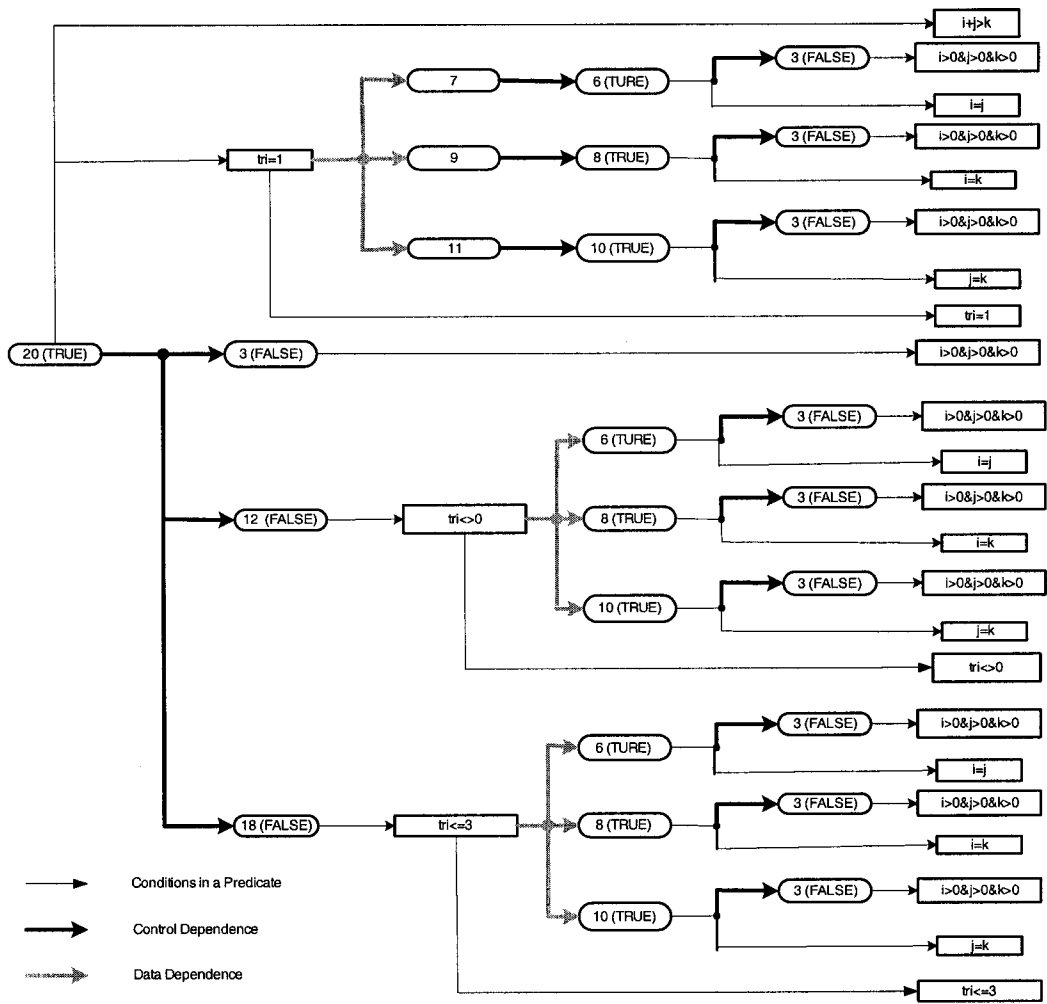 i+j>k
3 (FALSE)
i>0&j>0&k>0
7
6 (TURE)
i=j
3 (FALSE)
i>0&j>0&k>0
tri=1
9
8 (TRUE)
i=k
3 (FALSE)
i>0&j>0&k>0
11
10 (TRUE)
j=k
tri=1
20 (TRUE)
3 (FALSE)
i>0&j>0&k>0
3 (FALSE)
i>0&j>0&k>0
6 (TURE)
i=j
3 (FALSE)
i>0&j>0&k>0
12 (FALSE)
tri<>0
8 (TRUE)
i=k
3 (FALSE)
i>0&j>0&k>0
10 (TRUE)
j=k
tri<>0
3 (FALSE)
i>0&j>0&k>0
6 (TURE)
i=j
3 (FALSE)
i>0&j>0&k>0
18 (FALSE)
tri<=3
8 (TRUE)
i=k
3 (FALSE)
i>0&j>0&k>0
10 (TRUE)
j=k
tri<=3
Conditions in a Predicate
Control Dependence
Data Dependence